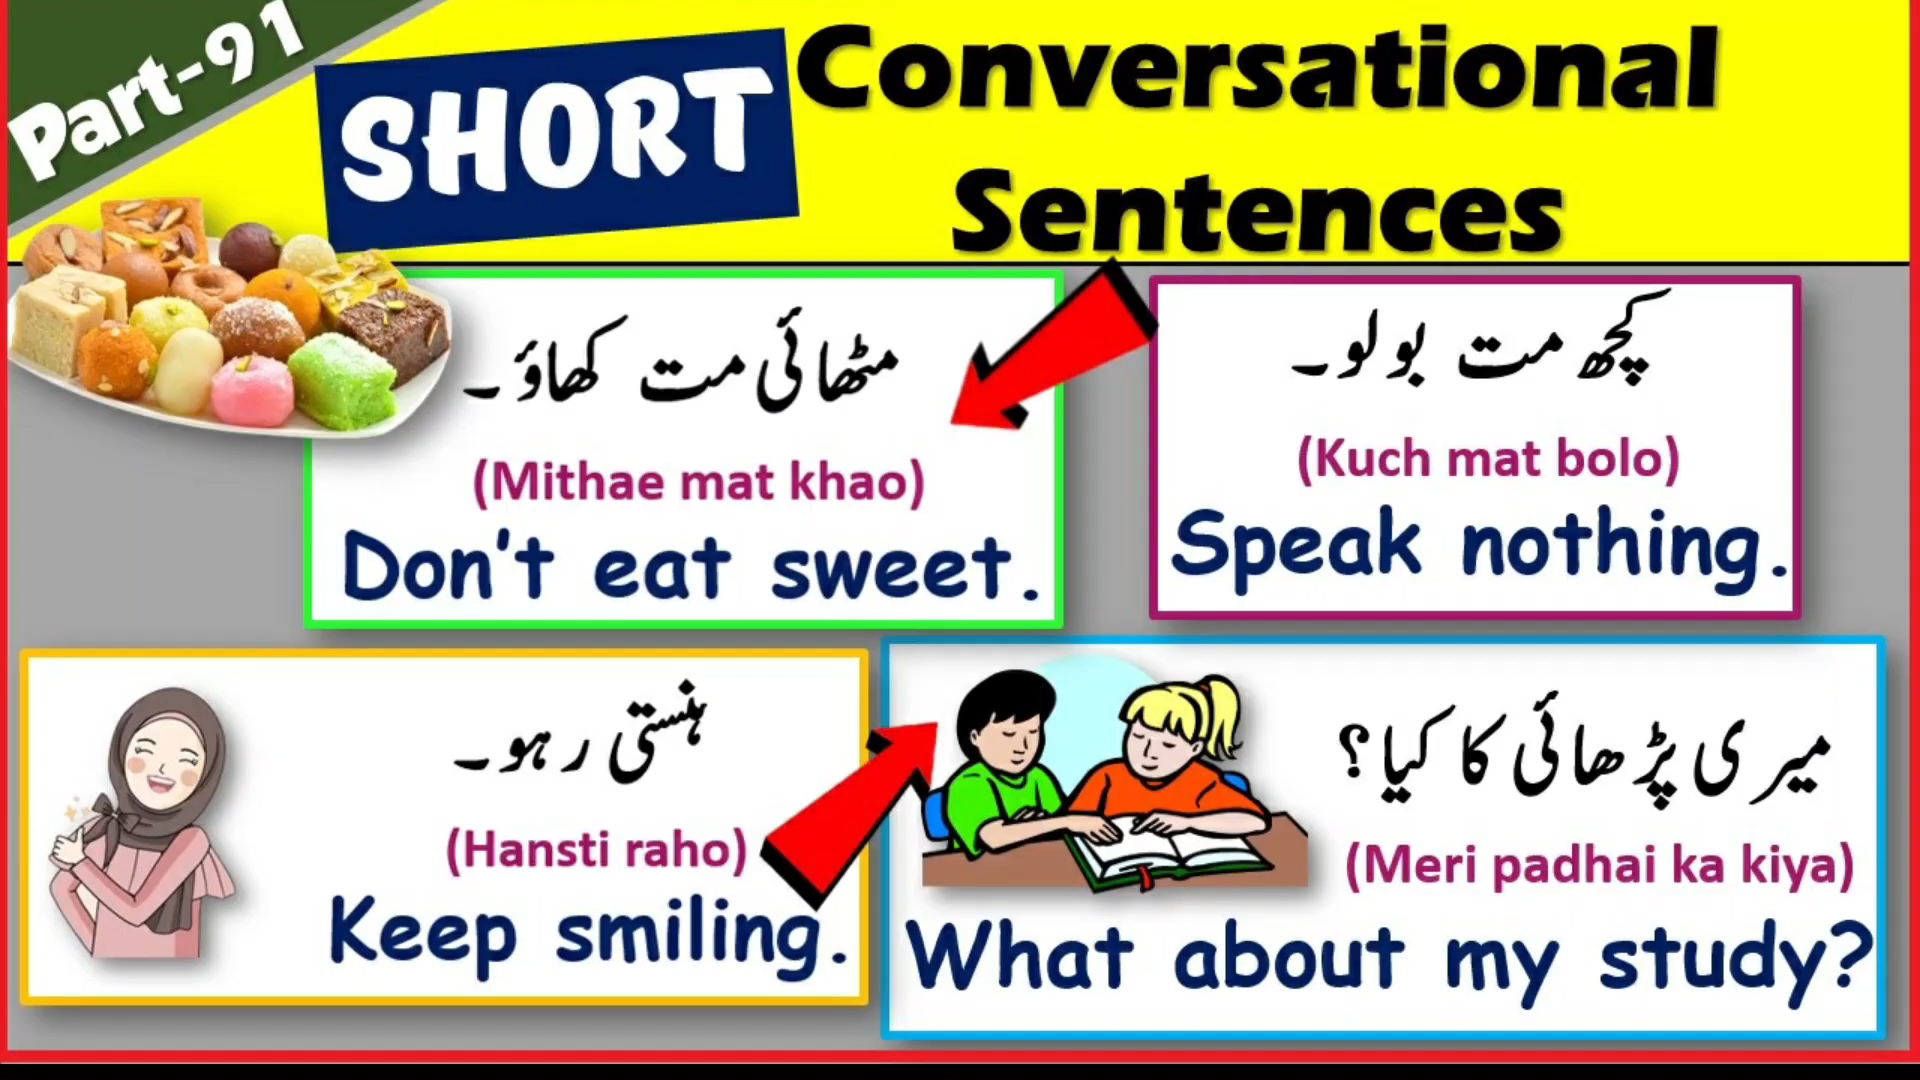 Part-91
SHORT
Conversational
Sentences
مٹھائی مت کھاؤ۔
(Mithae mat khao)
Don't eat sweet.
کچھ مت بولو۔
(Kuch mat bolo)
Speak nothing.
ہنستی رہو۔
(Hansti raho)
Keep smiling.
میری پڑھائی کا کیا؟
(Meri padhai ka kiya)
What about my study?